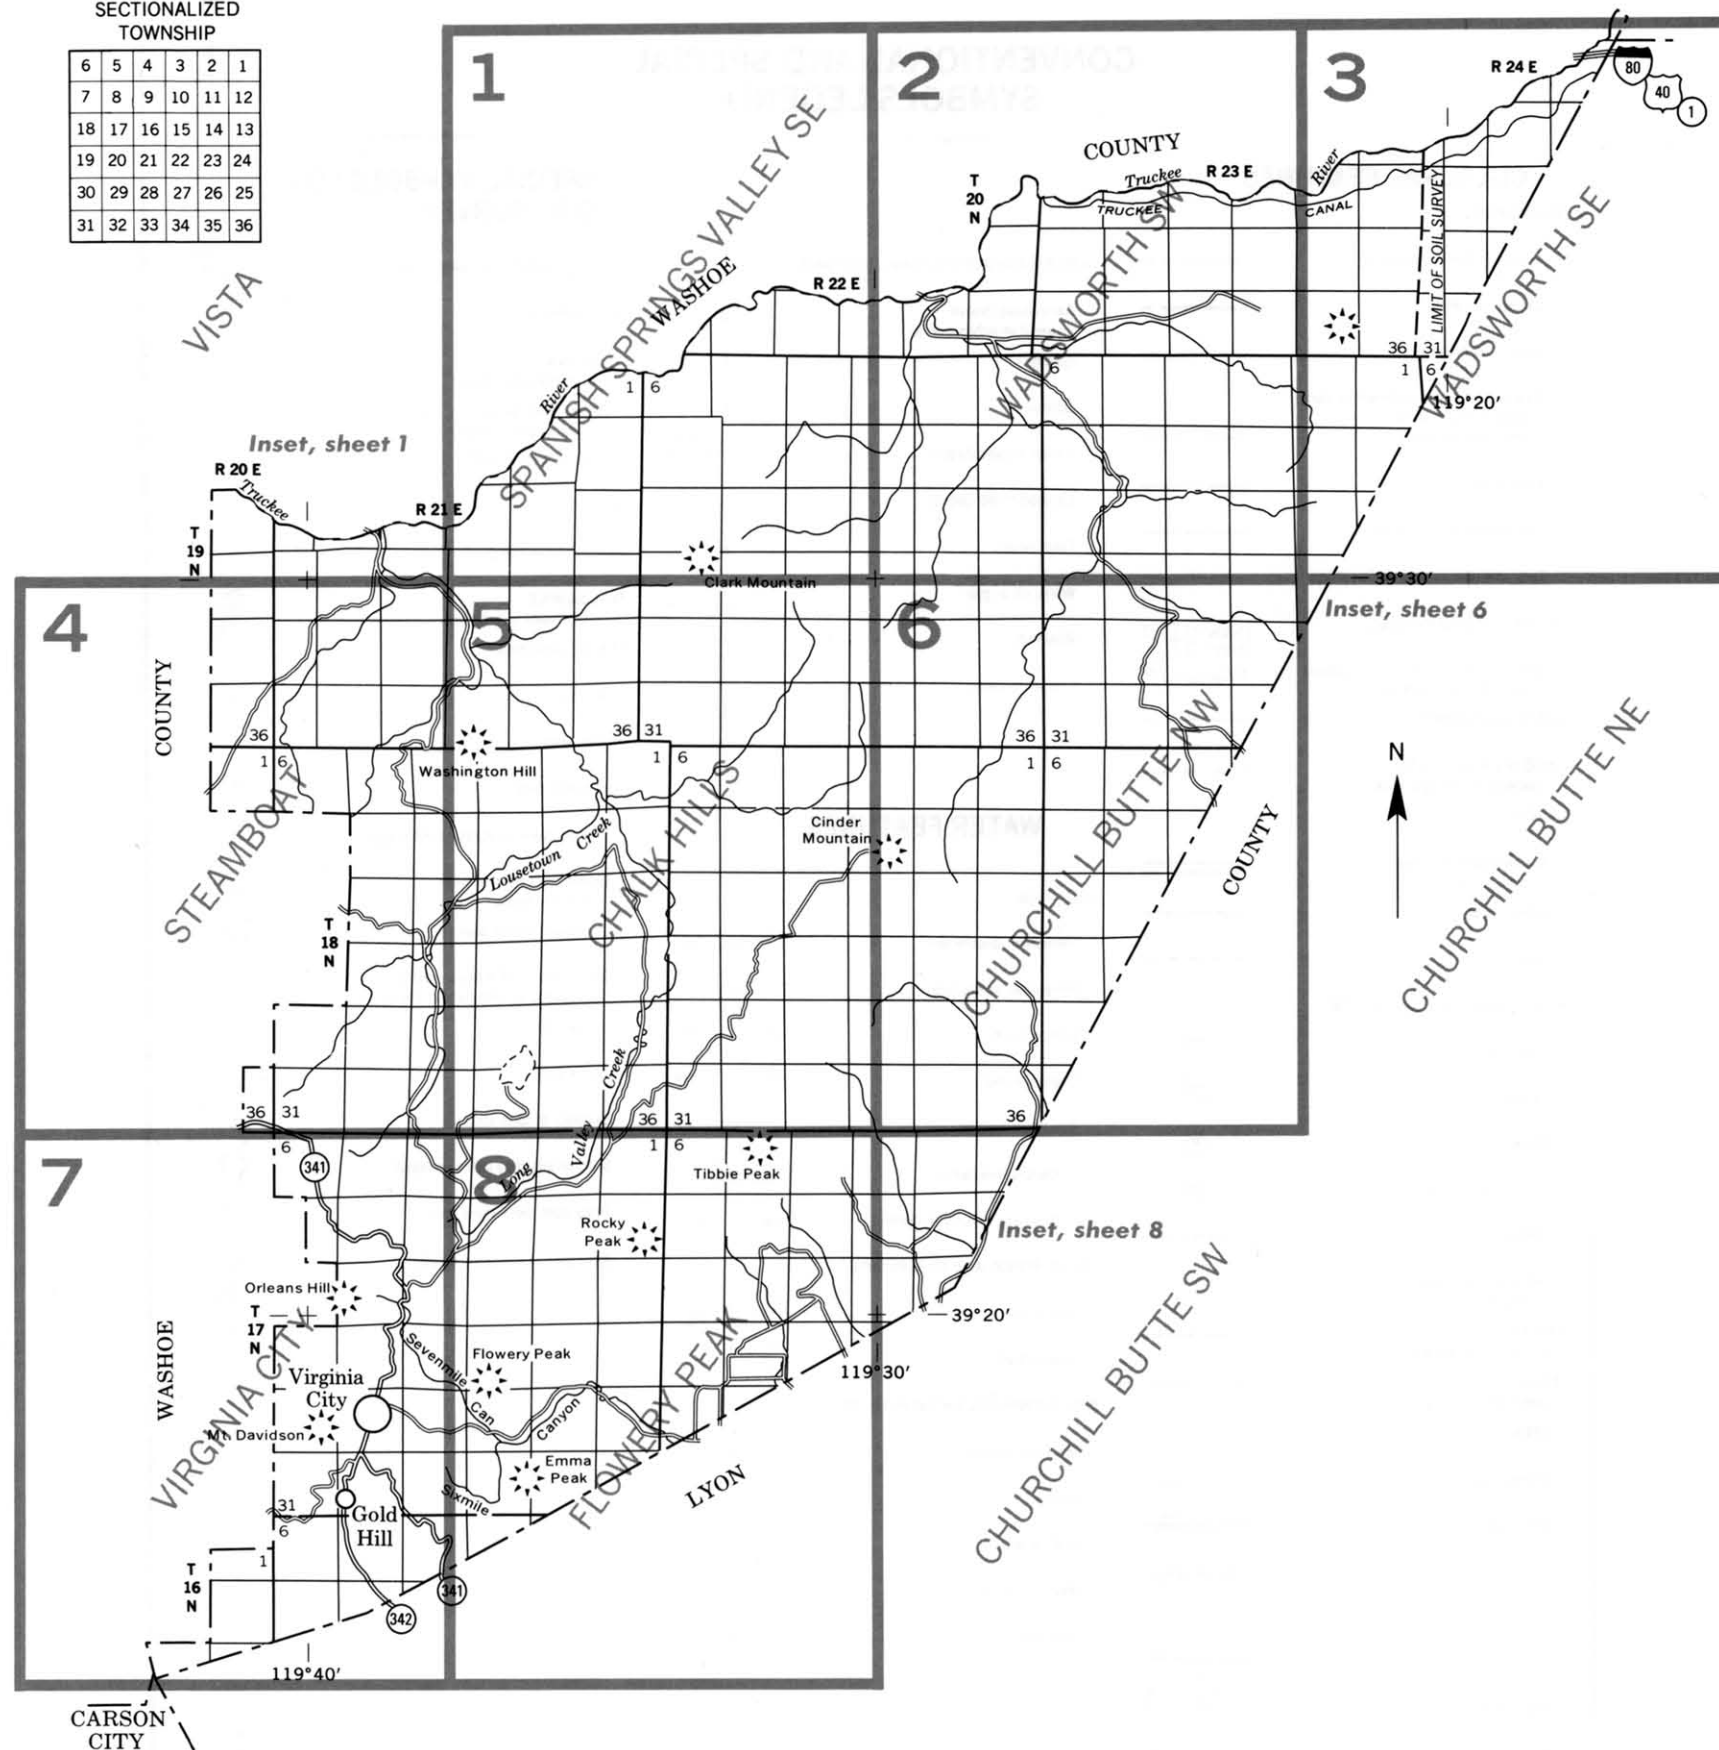 SECTIONALIZED
TOWNSHIP
6 5 4 3 2 1
7 8 9 10 11 12
18 17 16 15 14 13
19 20 21 22 23 24
30 29 28 27 26 25
31 32 33 34 35 36
1
2
3
R 24 E
80
40
1
COUNTY
T
20
N
Truckee
R 23 E
River
TRUCKEE
CANAL
LIMIT OF SOIL SURVEY
VISTA
SPANISH SPRINGS VALLEY SE
WASHOE
R 22 E
WADSWORTH SW
WADSWORTH SE
36 31
1 6
6
119°20'
River
1 6
Inset, sheet 1
R 20 E
Truckee
R 21 E
T
19
N
Clark Mountain
39°30'
Inset, sheet 6
4
5
6
COUNTY
36
1 6
36 31
1 6
36 31
1 6
Washington Hill
STEAMBOAT
CHALK HILLS
CHURCHILL BUTTE NW
CHURCHILL BUTTE NE
N
COUNTY
Cinder
Mountain
Lousetown Creek
T
18
N
Creek
36 31
6
36 31
1 6
36
7
8
341
Long Valley
Tibbie Peak
Rocky
Peak
Inset, sheet 8
Orleans Hill
T
17
N
39°20'
119°30'
WASHOE
VIRGINIA CITY
Virginia
City
Mt. Davidson
Sevenmile
Can
Flowery Peak
Canyon
FLOWERY PEAK
CHURCHILL BUTTE SW
Emma
Peak
Sixmile
LYON
31
6
Gold
Hill
1
T
16
N
341
342
119°40'
CARSON
CITY